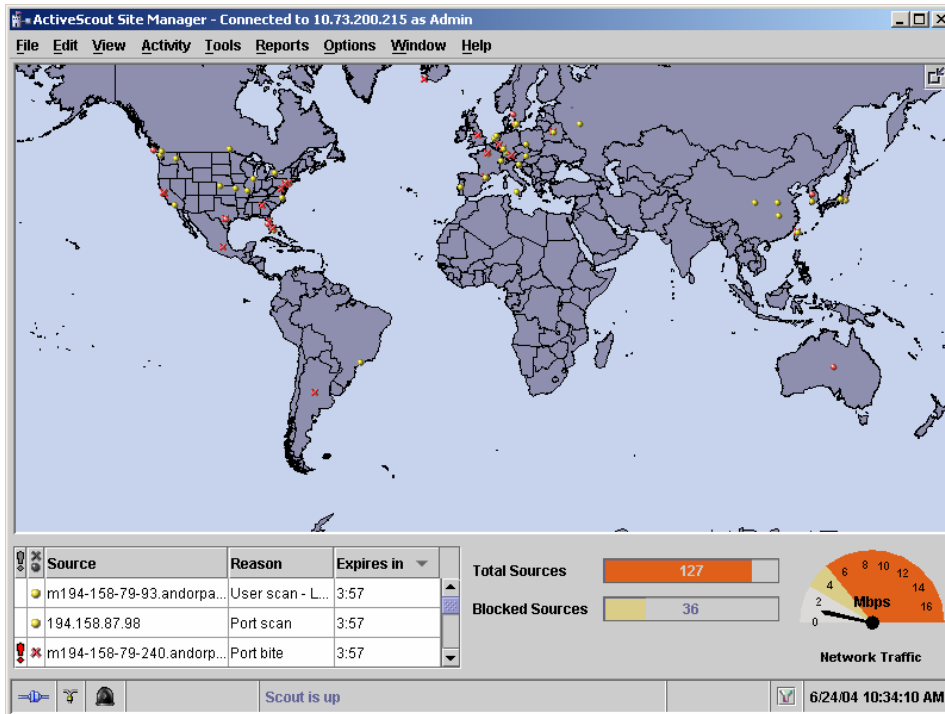 ActiveScout Site Manager - Connected to 10.73.200.215 as Admin
File Edit View Activity Tools Reports Options Window Help
Source Reason Expires in
m194-158-79-93.andorpa... User scan - L... 3:57
194.158.87.98 Port scan 3:57
m194-158-79-240.andorp... Port bite 3:57
Total Sources 127
Blocked Sources 36
0 2 4 6 8 10 12 14 16
Mbps
Network Traffic
Scout is up
6/24/04 10:34:10 AM